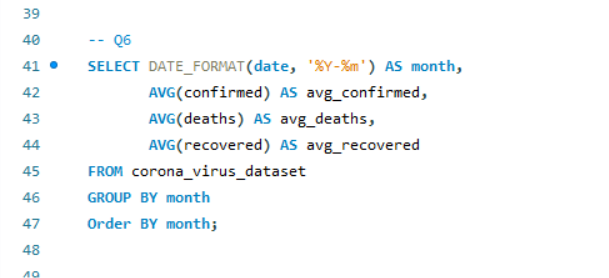 39
40 -- Q6
41 SELECT DATE_FORMAT(date, '%Y-%m') AS month,
42 AVG(confirmed) AS avg_confirmed,
43 AVG(deaths) AS avg_deaths,
44 AVG(recovered) AS avg_recovered
45 FROM corona_virus_dataset
46 GROUP BY month
47 Order BY month;
48
49